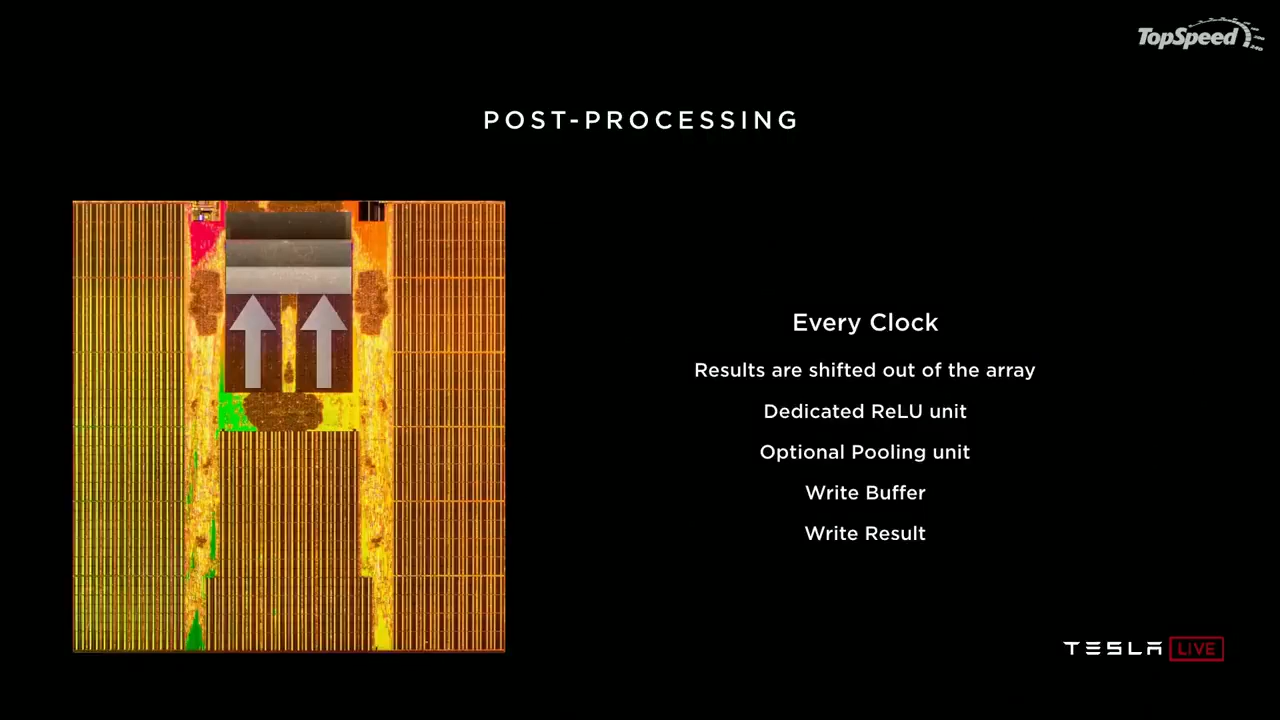 TopSpeed
POST-PROCESSING
Every Clock
Results are shifted out of the array
Dedicated ReLU unit
Optional Pooling unit
Write Buffer
Write Result
TESLA LIVE